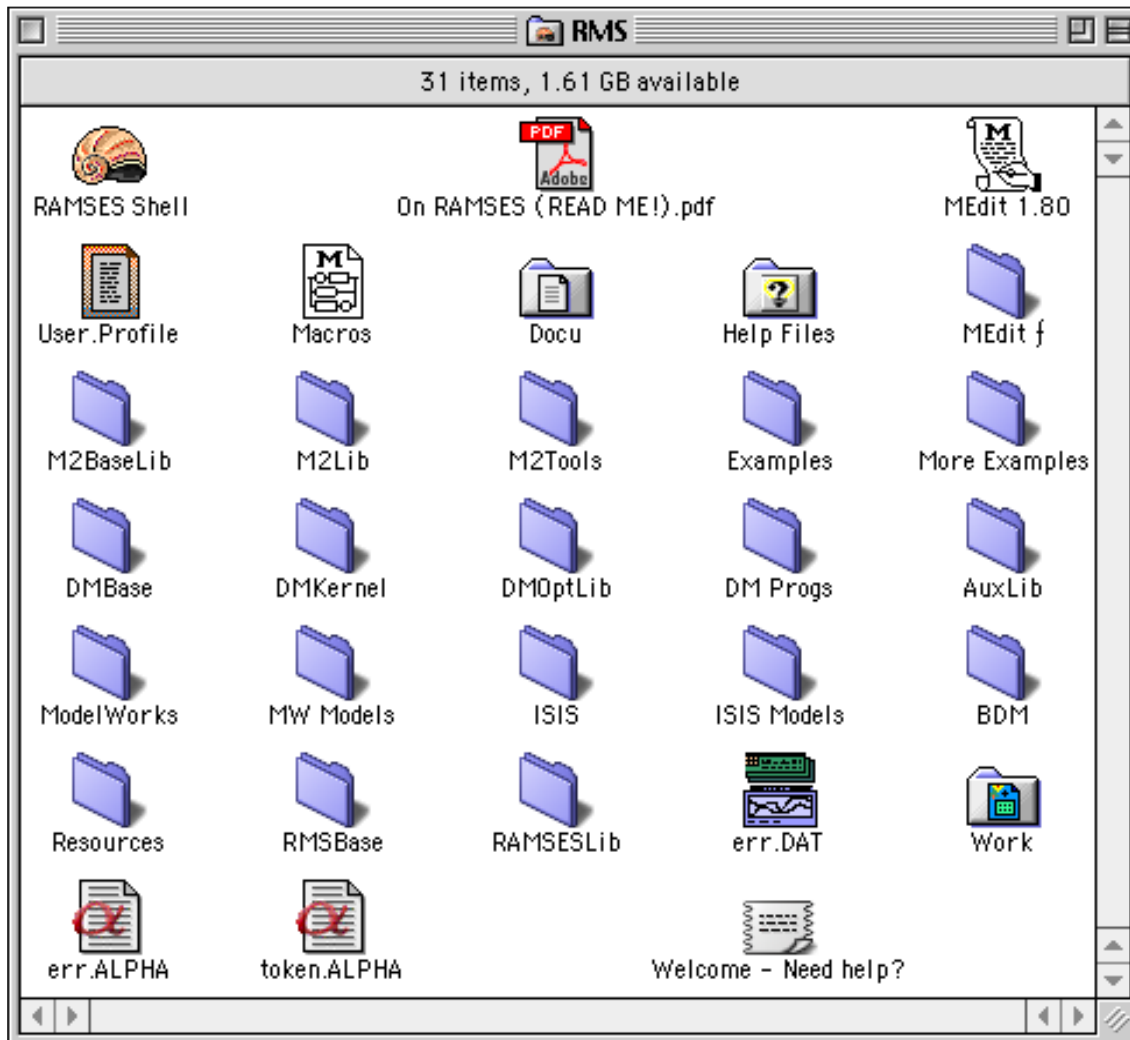 RMS
31 items, 1.61 GB available
PDF
Adobe
M
RAMSES Shell
On RAMSES (READ ME!).pdf
MEdit 1.80
M
?
User.Profile
Macros
Docu
Help Files
MEdit ƒ
M2BaseLib
M2Lib
M2Tools
Examples
More Examples
DMBase
DMKernel
DMOptLib
DM Progs
AuxLib
ModelWorks
MW Models
ISIS
ISIS Models
BDM
Resources
RMSBase
RAMSESLib
err.DAT
Work
α
α
err.ALPHA
token.ALPHA
Welcome - Need help?